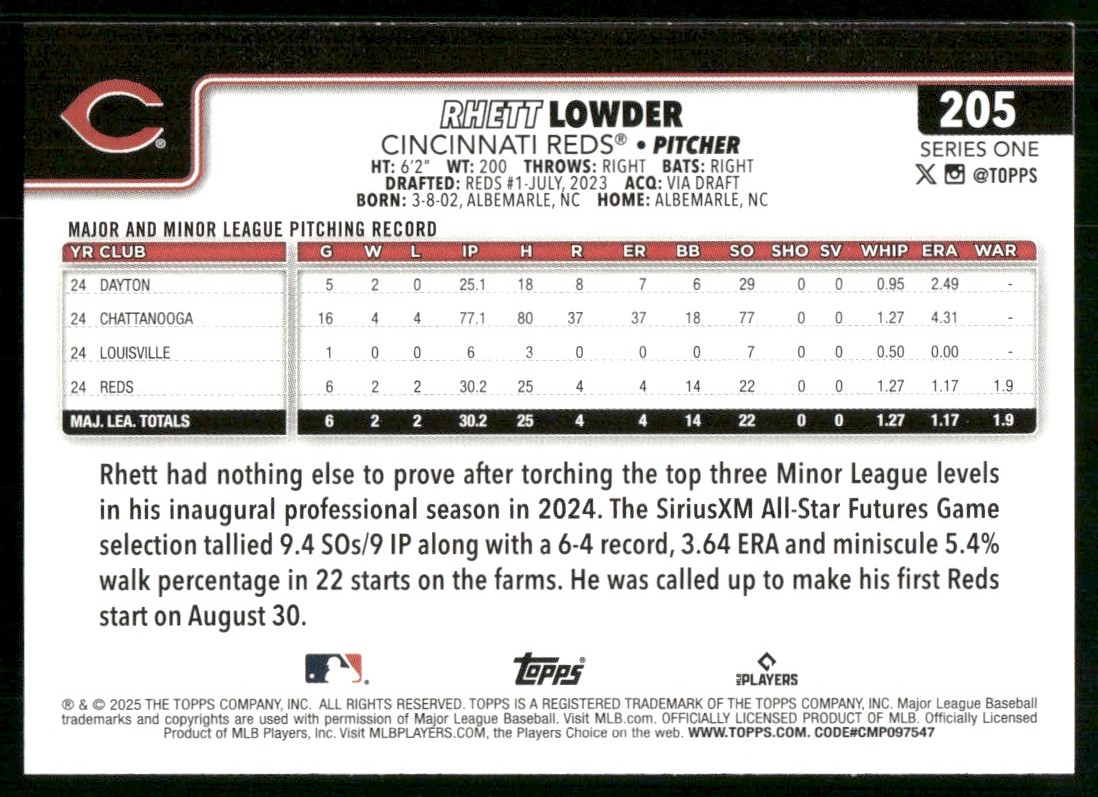 RHETT LOWDER
205
CINCINNATI REDS® • PITCHER
SERIES ONE
HT: 6'2" WT: 200 THROWS: RIGHT BATS: RIGHT
@TOPPS
DRAFTED: REDS #1-JULY, 2023 ACQ: VIA DRAFT
BORN: 3-8-02, ALBEMARLE, NC HOME: ALBEMARLE, NC
MAJOR AND MINOR LEAGUE PITCHING RECORD
YR CLUB G W L IP H R ER BB SO SHO SV WHIP ERA WAR
24 DAYTON 5 2 0 25.1 18 8 7 6 29 0 0 0.95 2.49 -
24 CHATTANOOGA 16 4 4 77.1 80 37 37 18 77 0 0 1.27 4.31 -
24 LOUISVILLE 1 0 0 6 3 0 0 0 7 0 0 0.50 0.00 -
24 REDS 6 2 2 30.2 25 4 4 14 22 0 0 1.27 1.17 1.9
MAJ. LEA. TOTALS 6 2 2 30.2 25 4 4 14 22 0 0 1.27 1.17 1.9
Rhett had nothing else to prove after torching the top three Minor League levels
in his inaugural professional season in 2024. The SiriusXM All-Star Futures Game
selection tallied 9.4 SOs/9 IP along with a 6-4 record, 3.64 ERA and miniscule 5.4%
walk percentage in 22 starts on the farms. He was called up to make his first Reds
start on August 30.
Topps® MLB PLAYERS
® & © 2025 THE TOPPS COMPANY, INC. ALL RIGHTS RESERVED. TOPPS IS A REGISTERED TRADEMARK OF THE TOPPS COMPANY, INC. Major League Baseball
trademarks and copyrights are used with permission of Major League Baseball. Visit MLB.com. OFFICIALLY LICENSED PRODUCT OF MLB. Officially Licensed
Product of MLB Players, Inc. Visit MLBPLAYERS.COM, the Players Choice on the web. WWW.TOPPS.COM. CODE#CMP097547